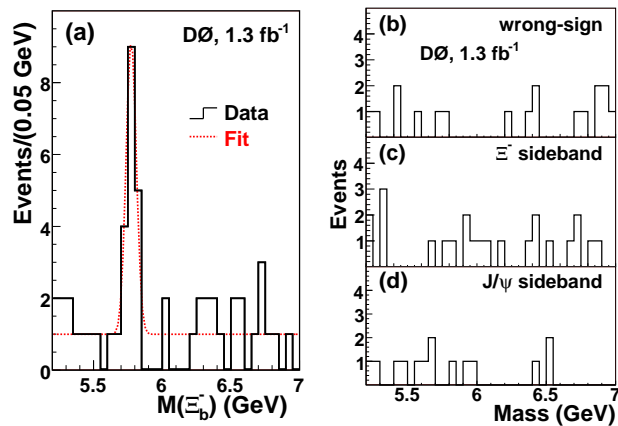 (a)
DØ, 1.3 fb⁻¹
Data
Fit
Events/(0.05 GeV)
8
6
4
2
0
5.5
6
6.5
7
M(Ξ_b⁻) (GeV)
(b)
wrong-sign
DØ, 1.3 fb⁻¹
4
3
2
1
(c)
Ξ⁻ sideband
4
3
2
1
(d)
J/ψ sideband
4
3
2
1
Events
5.5
6
6.5
7
Mass (GeV)